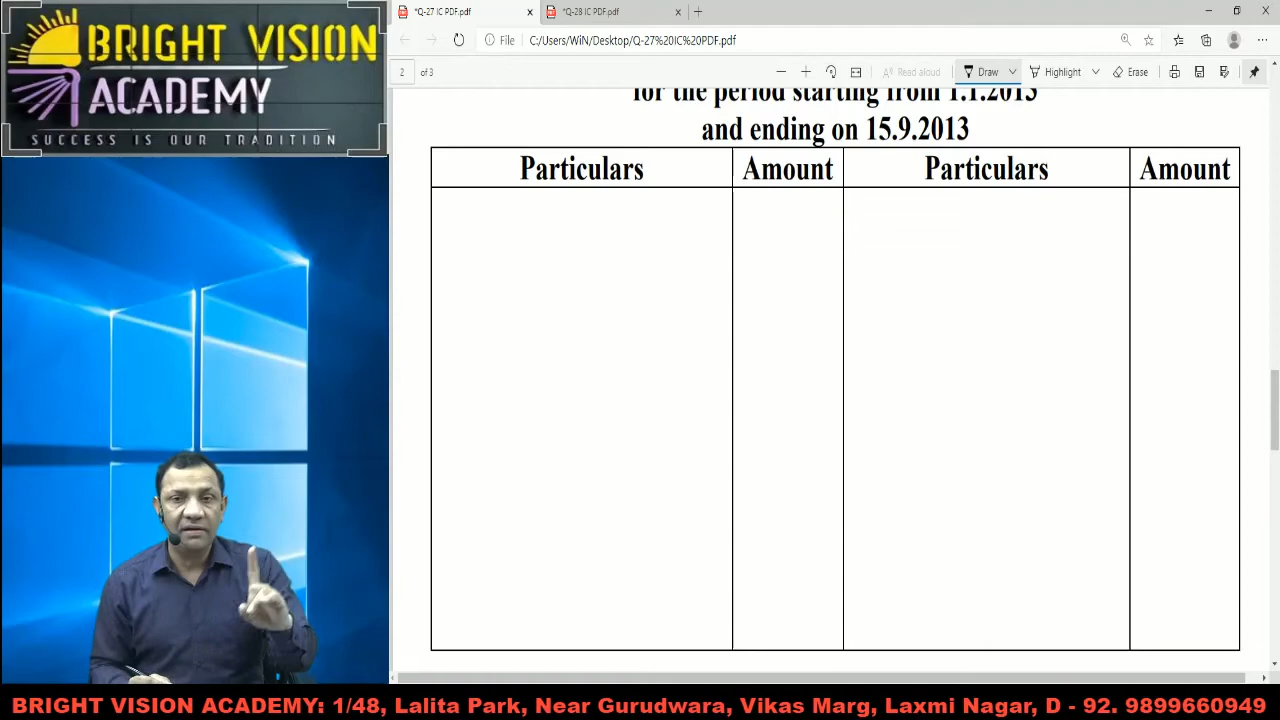 BRIGHT VISION
ACADEMY
SUCCESS IS OUR TRADITION
*Q-27 IC PDF.pdf
*Q-28 IC PDF.pdf
File
C:/Users/WiN/Desktop/Q-27%20IC%20PDF.pdf
2 of 3
Read aloud
Draw
Highlight
Erase
for the period starting from 1.1.2013
and ending on 15.9.2013
Particulars Amount Particulars Amount
BRIGHT VISION ACADEMY: 1/48, Lalita Park, Near Gurudwara, Vikas Marg, Laxmi Nagar, D - 92. 9899660949